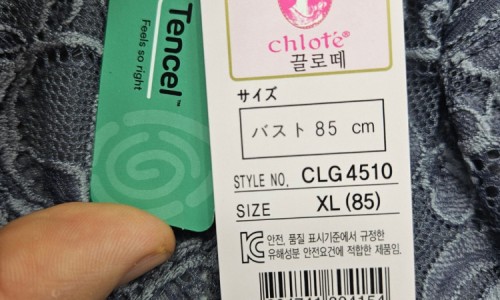 Tencel™
Feels so right
chloté®
끌로떼
サイズ
バスト 85 cm
STYLE NO. CLG4510
SIZE XL (85)
안전, 품질 표시기준에서 규정한
유해성분 안전요건에 적합한 제품임.